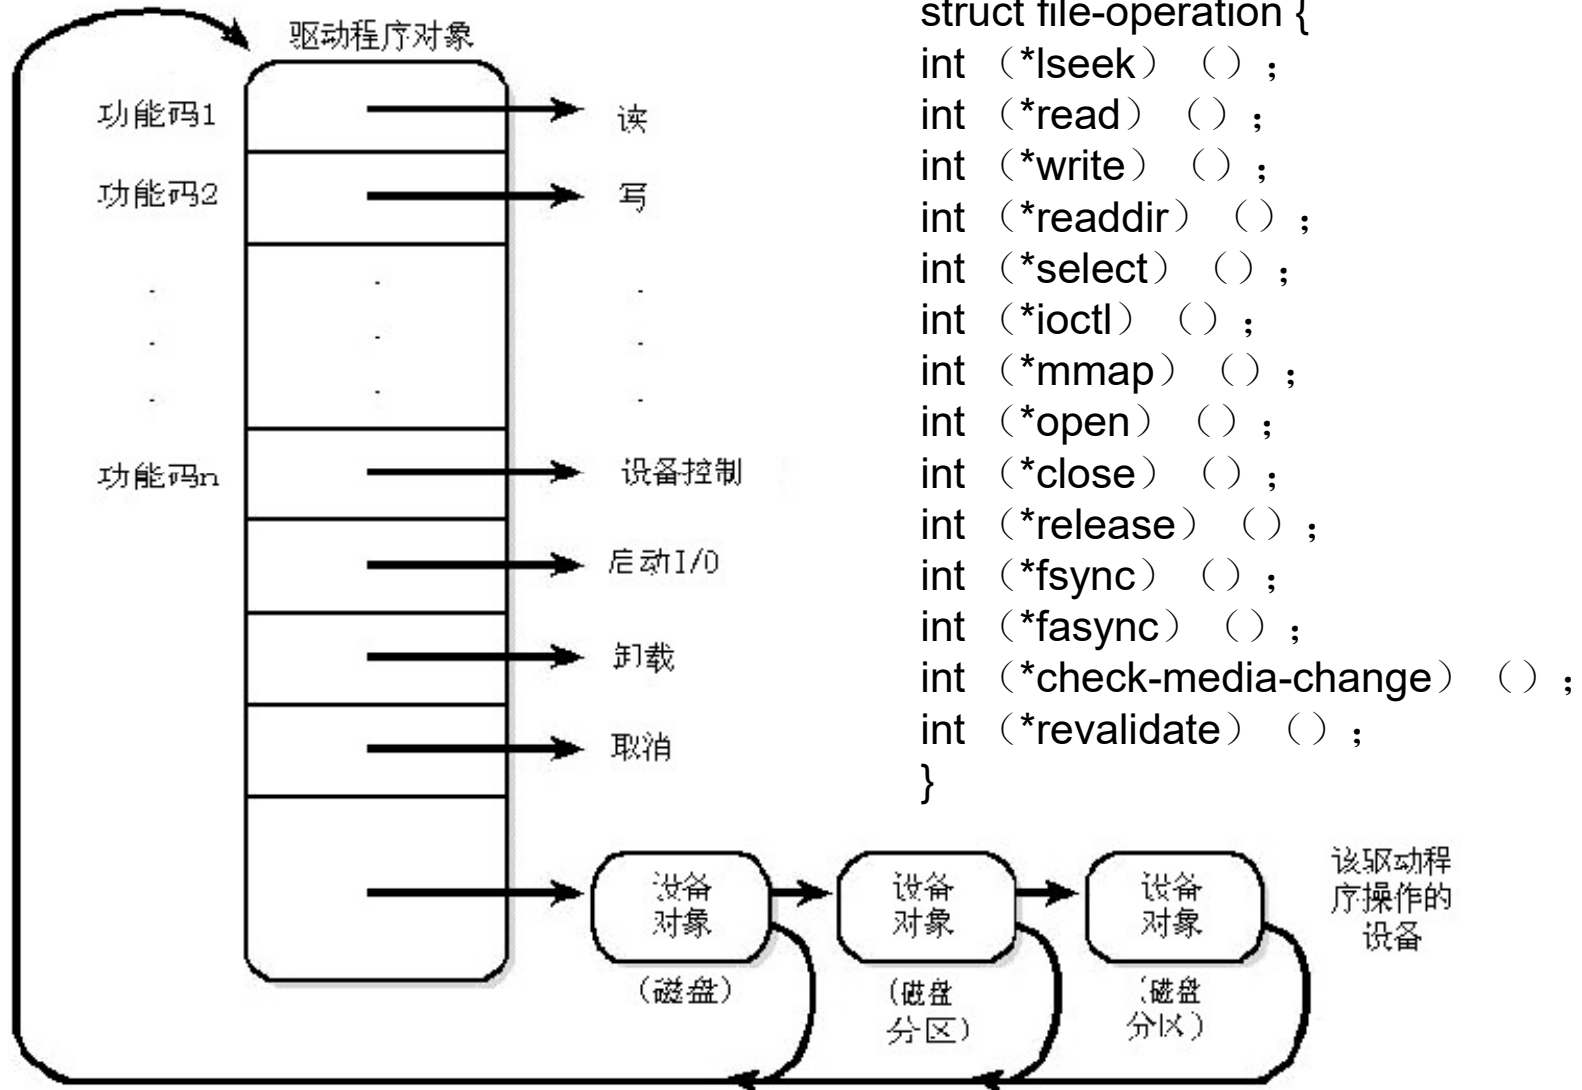 驱动程序对象
功能码1
读
功能码2
写
功能码n
设备控制
启动I/O
卸载
取消
设备
对象
(磁盘)
设备
对象
(磁盘
分区)
设备
对象
(磁盘
分区)
该驱动程
序操作的
设备
struct file-operation {
int （*lseek） （）;
int （*read） （）;
int （*write） （）;
int （*readdir） （）;
int （*select） （）;
int （*ioctl） （）;
int （*mmap） （）;
int （*open） （）;
int （*close） （）;
int （*release） （）;
int （*fsync） （）;
int （*fasync） （）;
int （*check-media-change） （）;
int （*revalidate） （）;
}